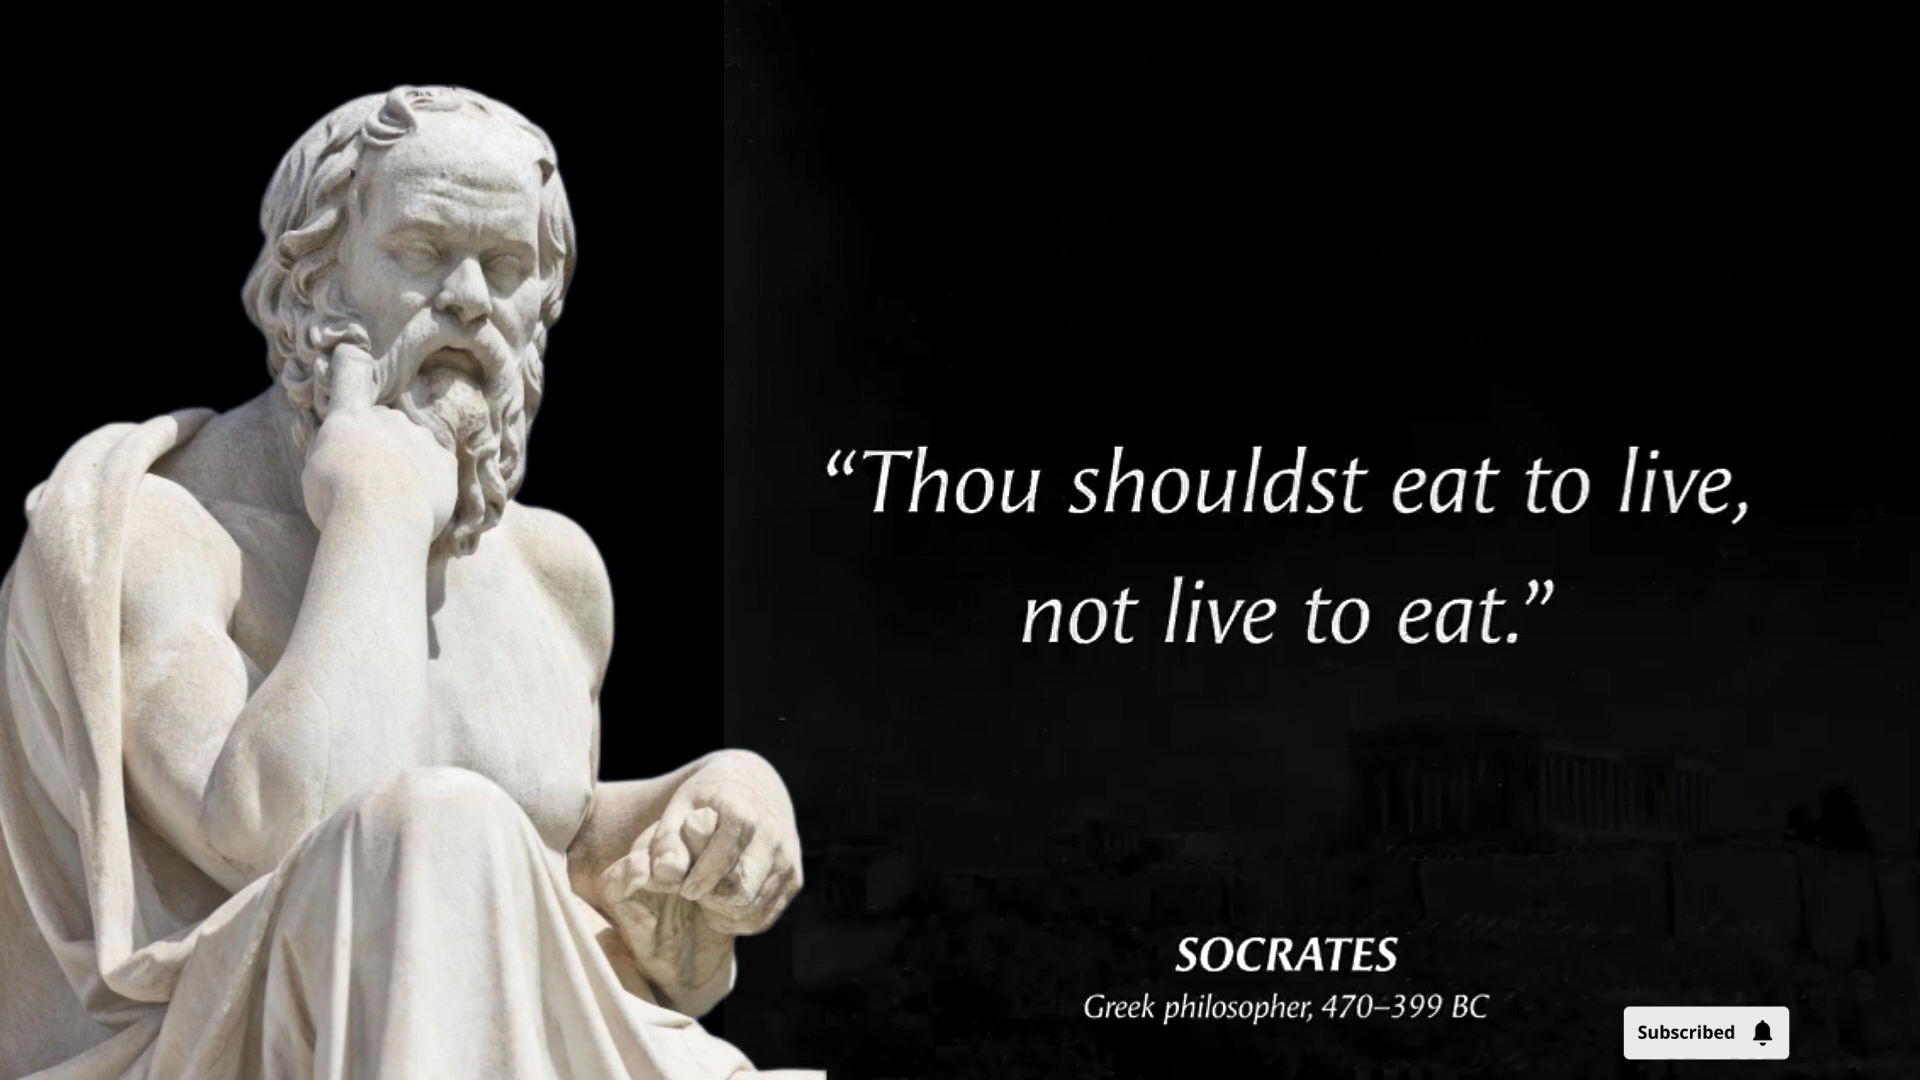 “Thou shouldst eat to live,
not live to eat.”
SOCRATES
Greek philosopher, 470–399 BC
Subscribed